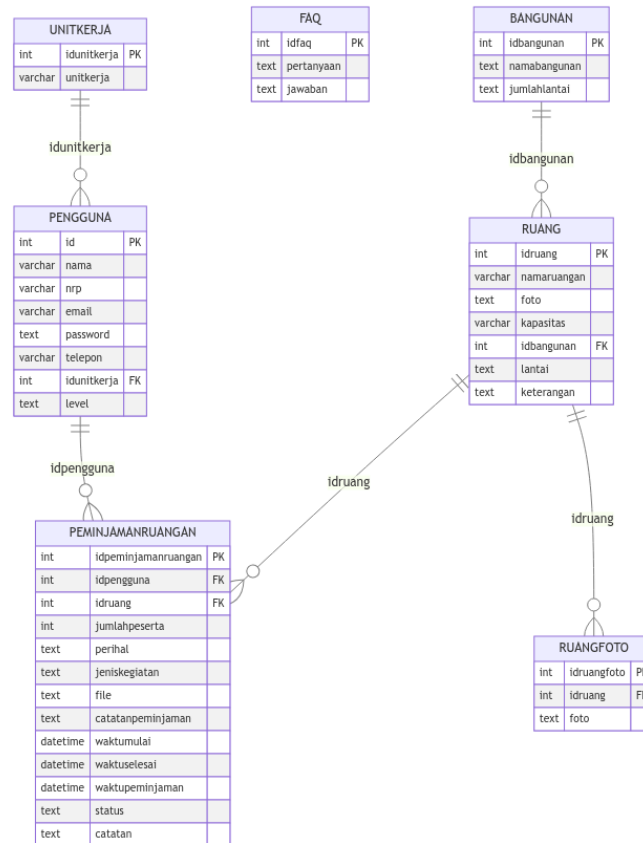 UNITKERJA
int idunitkerja PK
varchar unitkerja
FAQ
int idfaq PK
text pertanyaan
text jawaban
BANGUNAN
int idbangunan PK
text namabangunan
text jumlahlantai
idunitkerja
idbangunan
PENGGUNA
int id PK
varchar nama
varchar nrp
varchar email
text password
varchar telepon
int idunitkerja FK
text level
RUANG
int idruang PK
varchar namaruangan
text foto
varchar kapasitas
int idbangunan FK
text lantai
text keterangan
idpengguna
idruang
idruang
PEMINJAMANRUANGAN
int idpeminjamanruangan PK
int idpengguna FK
int idruang FK
int jumlahpeserta
text perihal
text jeniskegiatan
text file
text catatanpeminjaman
datetime waktumulai
datetime waktuselesai
datetime waktupeminjaman
text status
text catatan
RUANGFOTO
int idruangfoto
int idruang
text foto